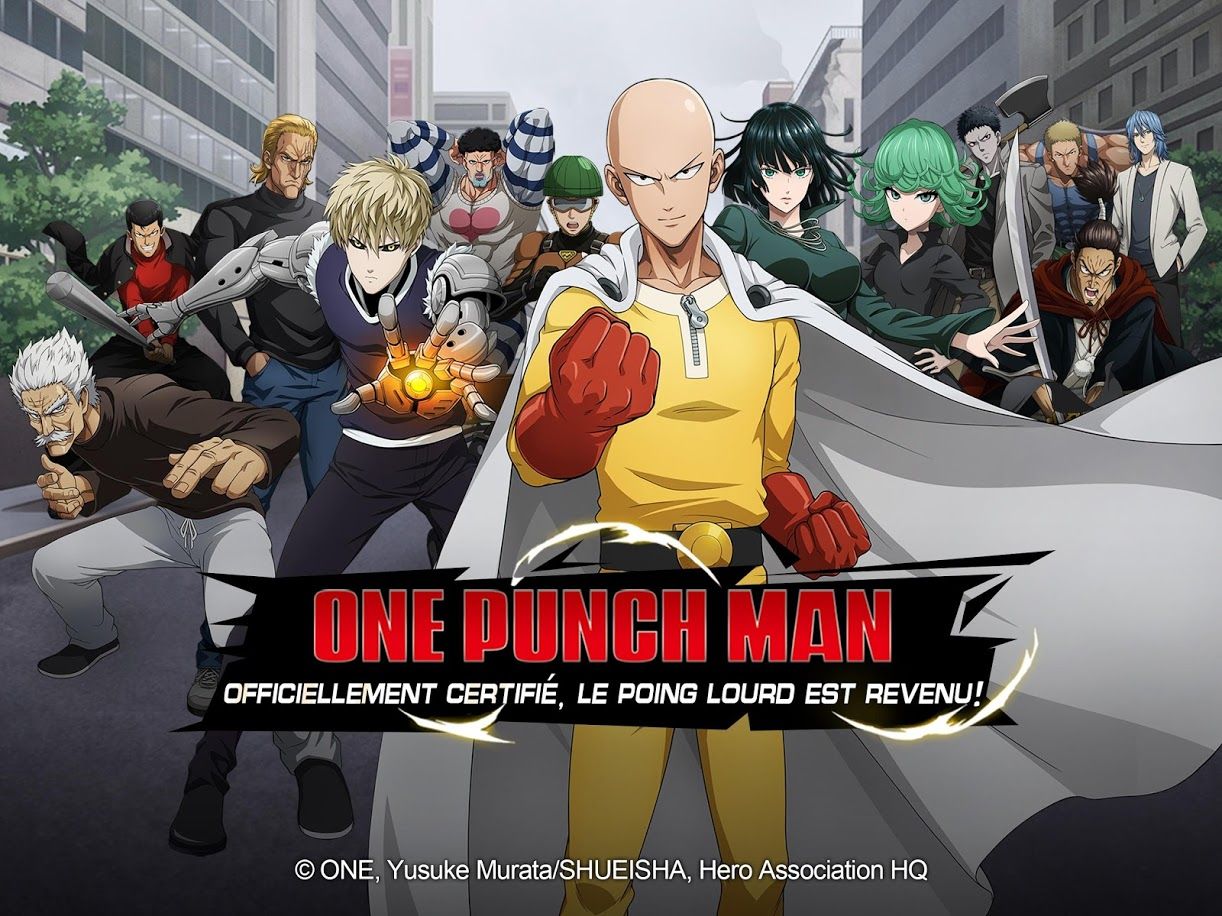 ONE PUNCH MAN
OFFICIELLEMENT CERTIFIÉ, LE POING LOURD EST REVENU!
© ONE, Yusuke Murata/SHUEISHA, Hero Association HQ